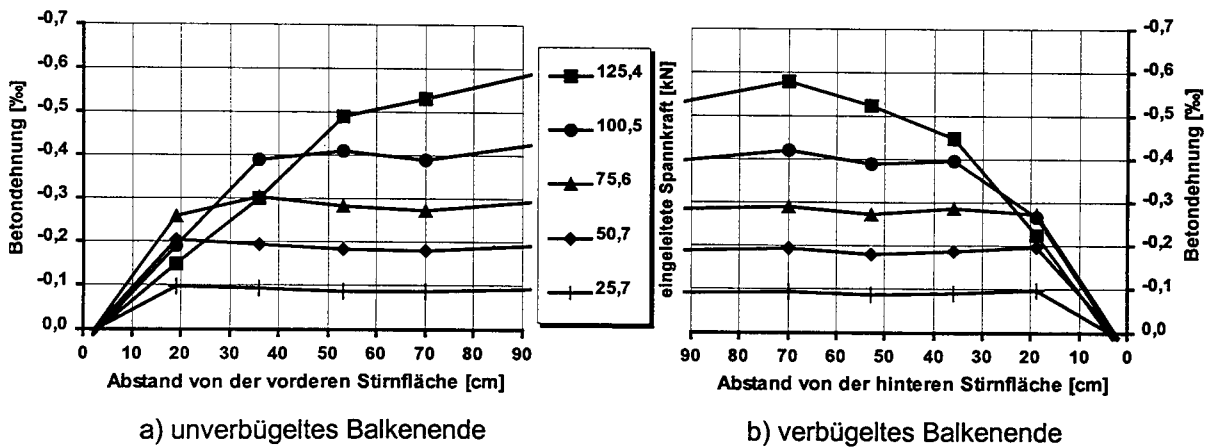 -0,7
-0,6
-0,5
-0,4
-0,3
-0,2
-0,1
0,0
Betondehnung [‰]
0 10 20 30 40 50 60 70 80 90
Abstand von der vorderen Stirnfläche [cm]
a) unverbügeltes Balkenende
125,4
100,5
75,6
50,7
25,7
eingeleitete Spannkraft [kN]
-0,7
-0,6
-0,5
-0,4
-0,3
-0,2
-0,1
0,0
Betondehnung [‰]
90 80 70 60 50 40 30 20 10 0
Abstand von der hinteren Stirnfläche [cm]
b) verbügeltes Balkenende